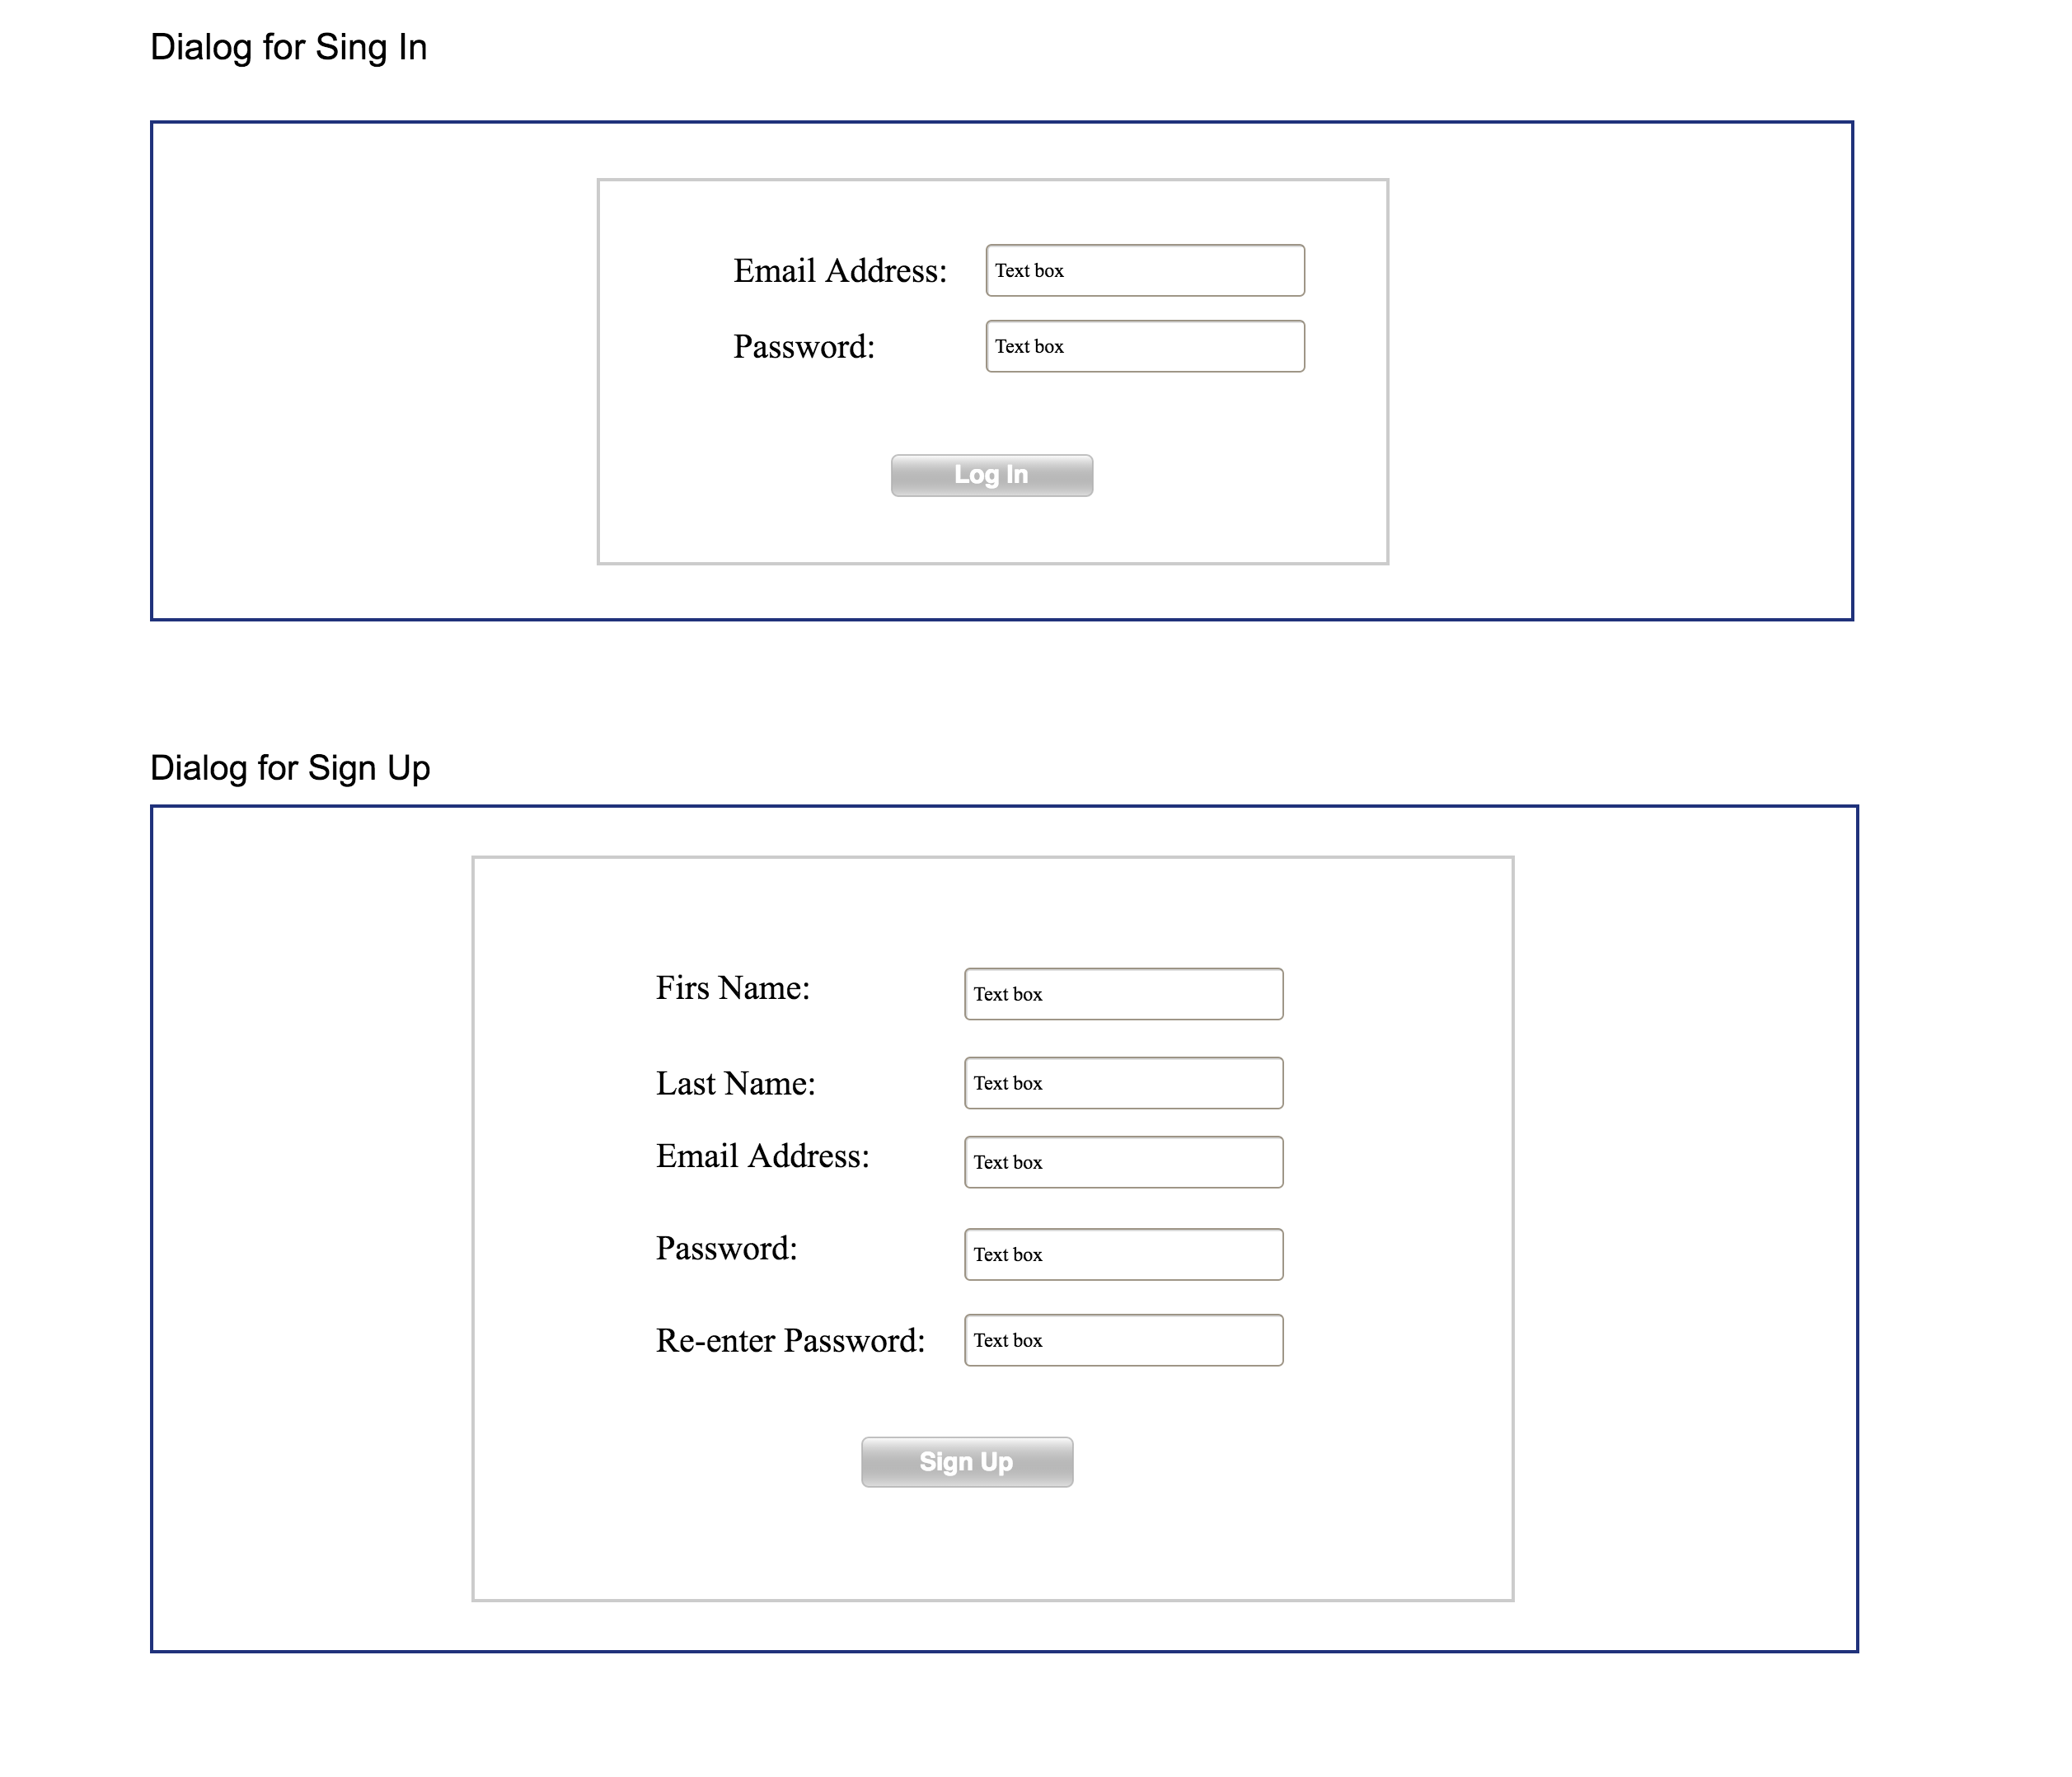 Dialog for Sing In
Email Address: Text box
Password: Text box
Log In
Dialog for Sign Up
Firs Name: Text box
Last Name: Text box
Email Address: Text box
Password: Text box
Re-enter Password: Text box
Sign Up